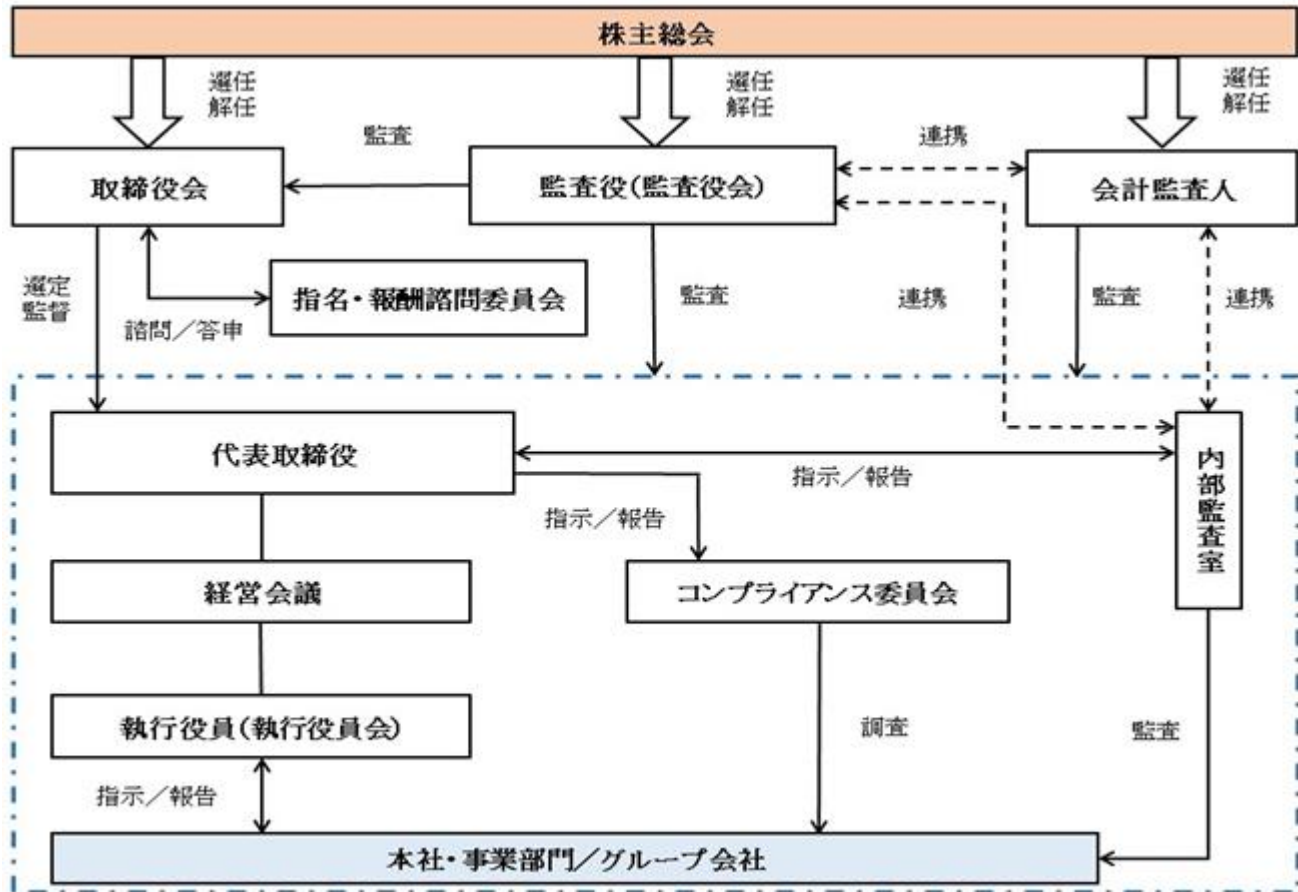 株主総会
選任
解任
選任
解任
選任
解任
監査
連携
取締役会
監査役(監査役会)
会計監査人
選定
監督
指名・報酬諮問委員会
諮問／答申
監査
連携
監査
連携
代表取締役
指示／報告
内部監査室
指示／報告
経営会議
コンプライアンス委員会
執行役員(執行役員会)
調査
監査
指示／報告
本社・事業部門／グループ会社